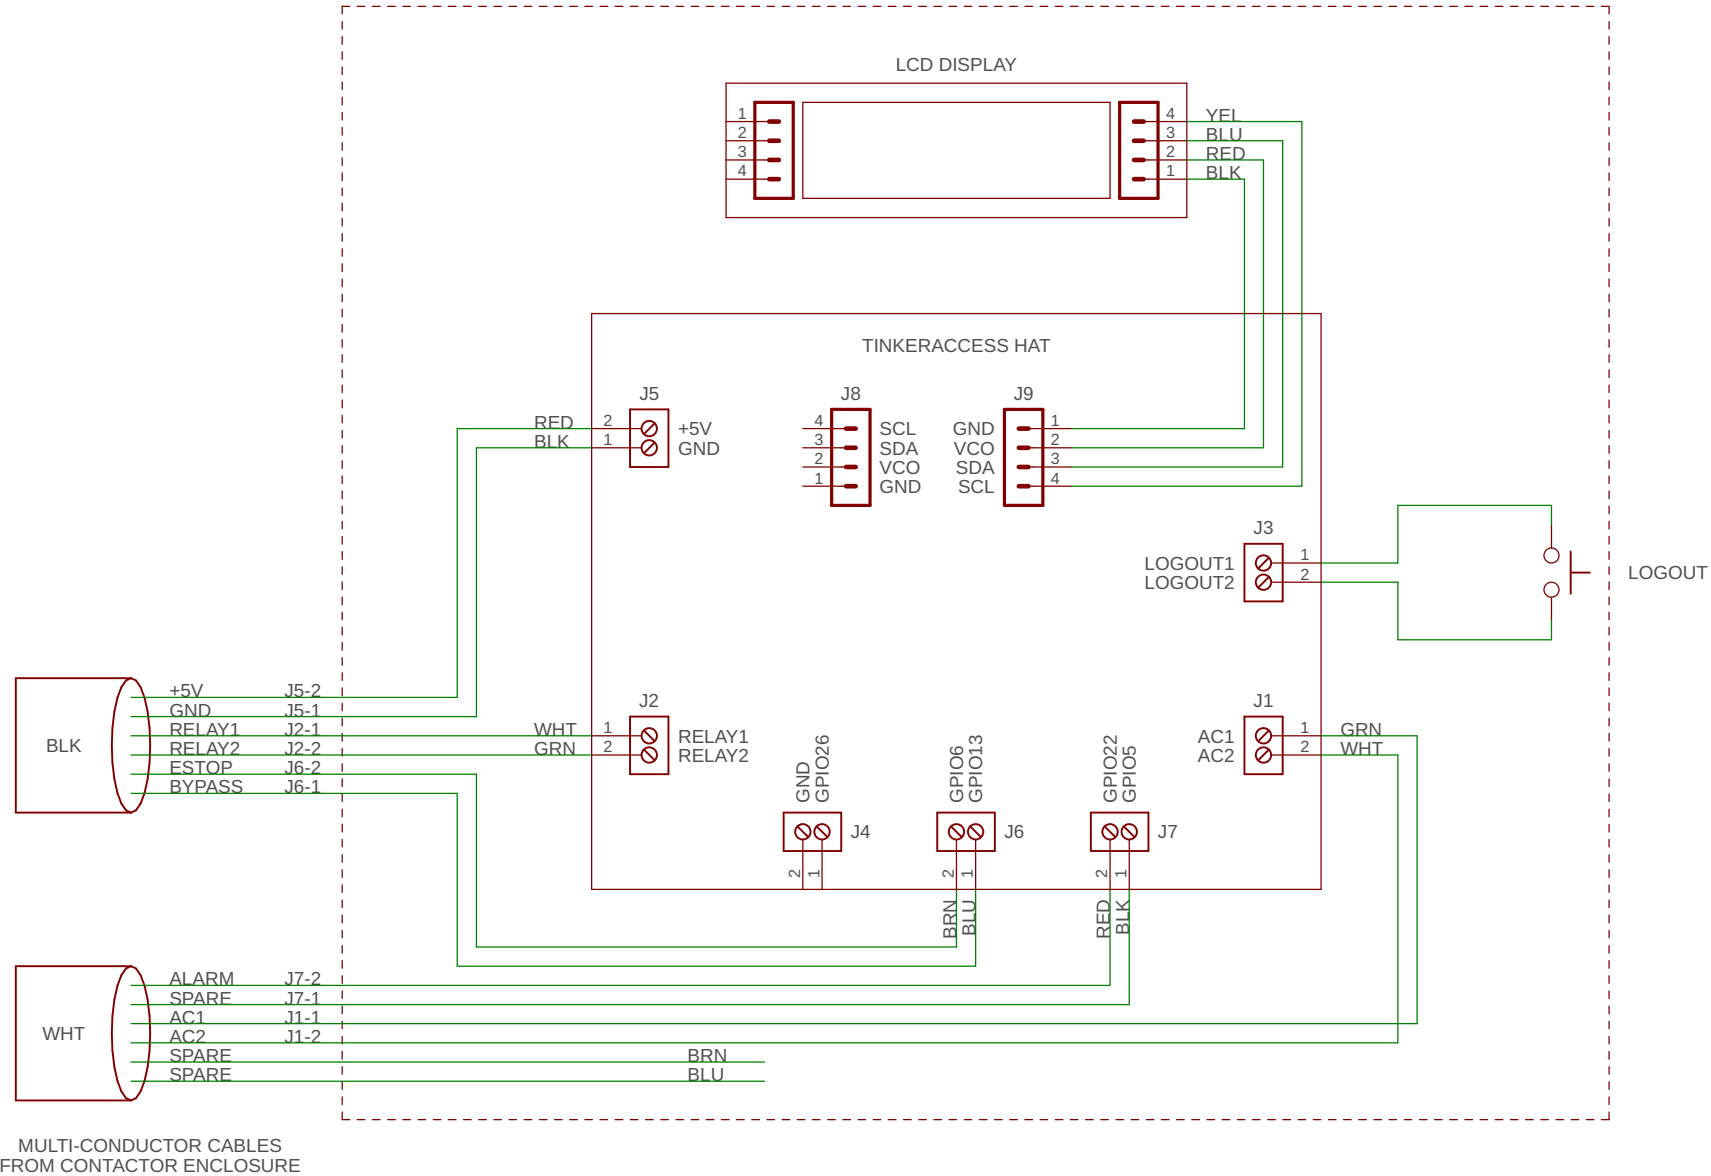 LCD DISPLAY
1
2
3
4
4 YEL
3 BLU
2 RED
1 BLK
TINKERACCESS HAT
J5
RED 2 +5V
BLK 1 GND
J8
4 SCL
3 SDA
2 VCO
1 GND
J9
GND 1
VCO 2
SDA 3
SCL 4
J3
LOGOUT1 1
LOGOUT2 2
LOGOUT
BLK
+5V J5-2
GND J5-1
RELAY1 J2-1
RELAY2 J2-2
ESTOP J6-2
BYPASS J6-1
J2
WHT 1 RELAY1
GRN 2 RELAY2
J1
AC1 1 GRN
AC2 2 WHT
GND
GPIO26
J4
2
1
GPIO6
GPIO13
J6
2
1
BRN
BLU
GPIO22
GPIO5
J7
2
1
RED
BLK
WHT
ALARM J7-2
SPARE J7-1
AC1 J1-1
AC2 J1-2
SPARE BRN
SPARE BLU
MULTI-CONDUCTOR CABLES
FROM CONTACTOR ENCLOSURE